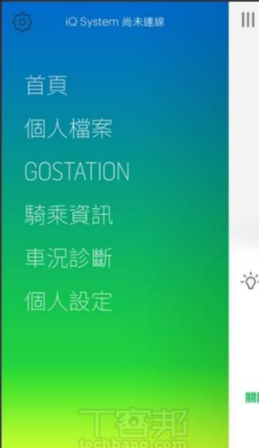 iQ System 尚未連線
首頁
個人檔案
GOSTATION
騎乘資訊
車況診斷
個人設定
T客邦
techbang.com